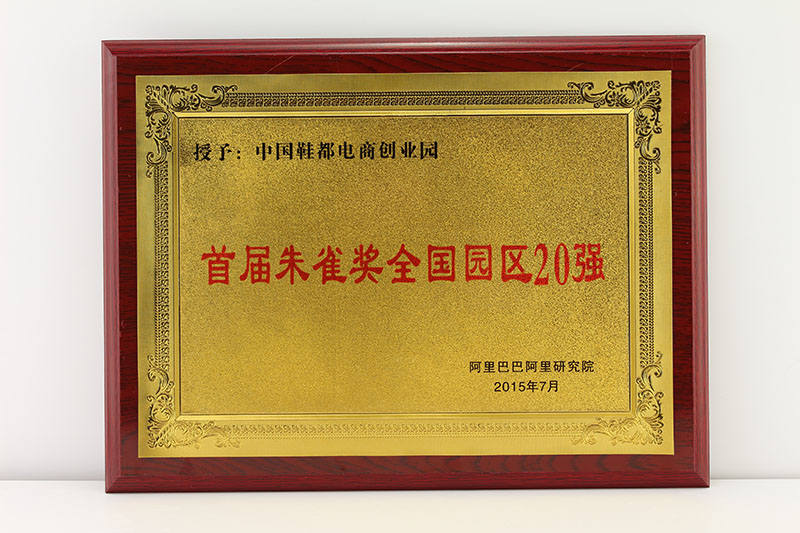 授予：中国鞋都电商创业园
首届朱雀奖全国园区20强
阿里巴巴阿里研究院
2015年7月